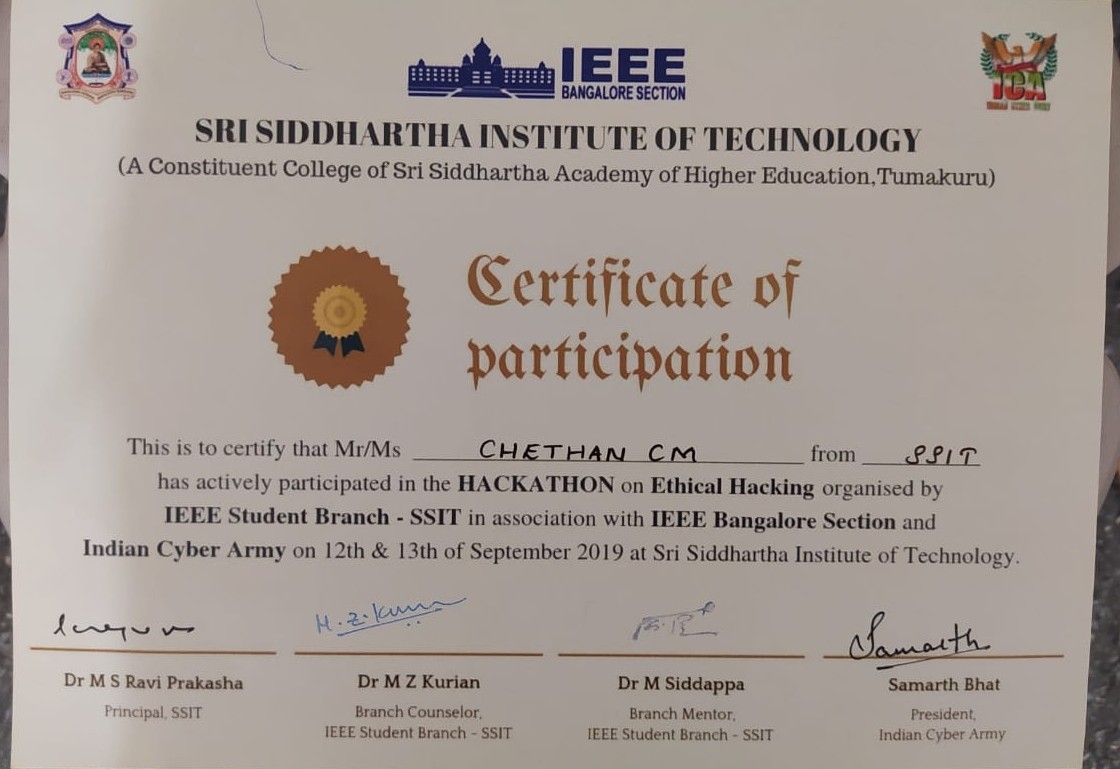 IEEE
BANGALORE SECTION
ICA
SRI SIDDHARTHA INSTITUTE OF TECHNOLOGY
(A Constituent College of Sri Siddhartha Academy of Higher Education,Tumakuru)
Certificate of
participation
This is to certify that Mr/Ms CHETHAN CM from SSIT
has actively participated in the HACKATHON on Ethical Hacking organised by
IEEE Student Branch - SSIT in association with IEEE Bangalore Section and
Indian Cyber Army on 12th & 13th of September 2019 at Sri Siddhartha Institute of Technology.
M.Z.Kurian
Samarth
Dr M S Ravi Prakasha
Dr M Z Kurian
Dr M Siddappa
Samarth Bhat
Principal, SSIT
Branch Counselor,
Branch Mentor,
President,
IEEE Student Branch - SSIT
IEEE Student Branch - SSIT
Indian Cyber Army